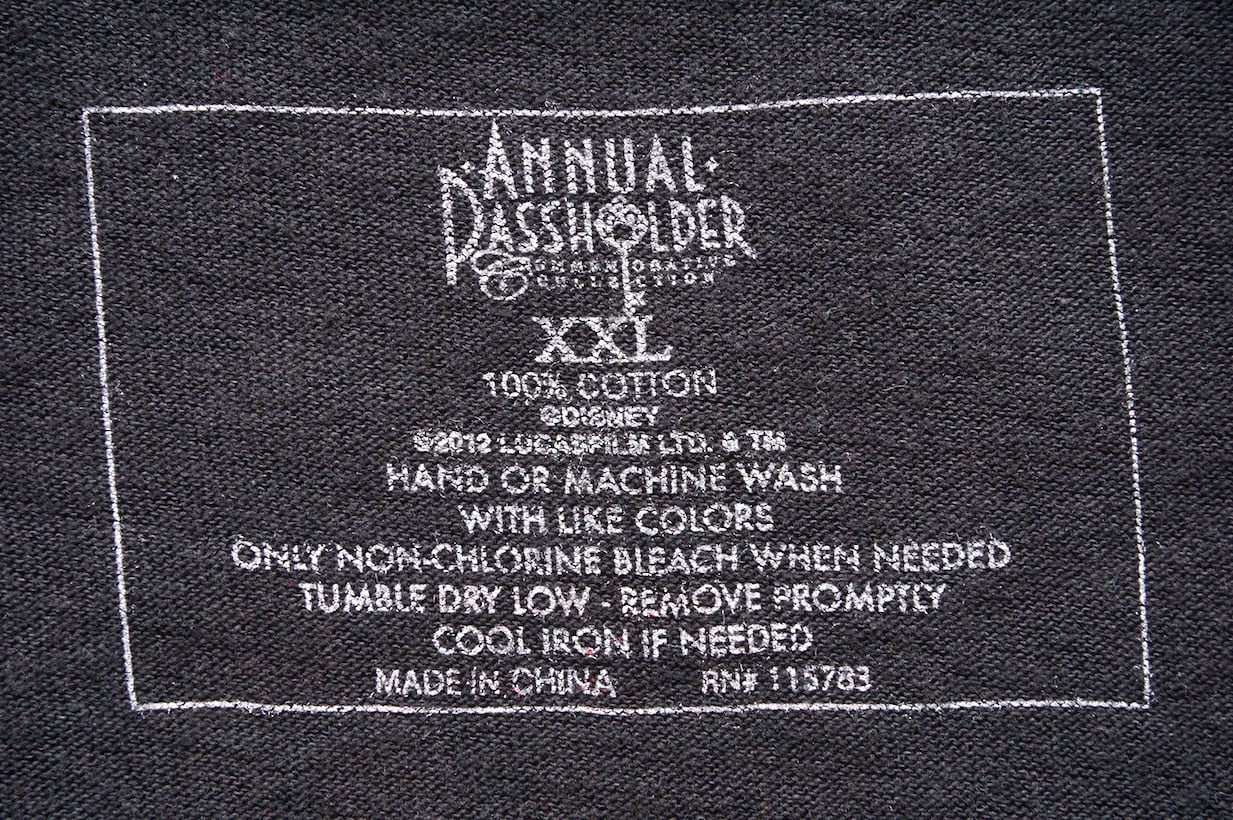 ANNUAL
PASSHOLDER
COMMEMORATIVE
COLLECTION
XXL
100% COTTON
©DISNEY
©2012 LUCASFILM LTD. & TM
HAND OR MACHINE WASH
WITH LIKE COLORS
ONLY NON-CHLORINE BLEACH WHEN NEEDED
TUMBLE DRY LOW - REMOVE PROMPTLY
COOL IRON IF NEEDED
MADE IN CHINA RN# 115783